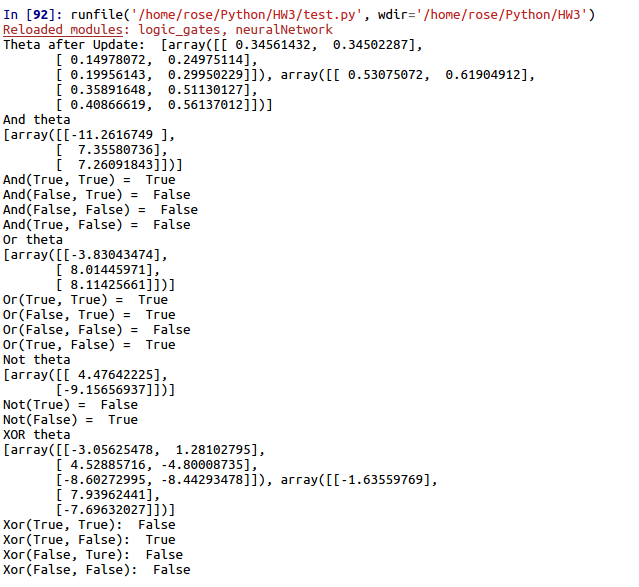 In [92]: runfile('/home/rose/Python/HW3/test.py', wdir='/home/rose/Python/HW3')
Reloaded modules: logic_gates, neuralNetwork
Theta after Update:  [array([[ 0.34561432,  0.34502287],
       [ 0.14978072,  0.24975114],
       [ 0.19956143,  0.29950229]]), array([[ 0.53075072,  0.61904912],
       [ 0.35891648,  0.51130127],
       [ 0.40866619,  0.56137012]])]
And theta
[array([[-11.2616749 ],
       [  7.35580736],
       [  7.26091843]])]
And(True, True) =  True
And(False, True) =  False
And(False, False) =  False
And(True, False) =  False
Or theta
[array([[-3.83043474],
       [ 8.01445971],
       [ 8.11425661]])]
Or(True, True) =  True
Or(False, True) =  True
Or(False, False) =  False
Or(True, False) =  True
Not theta
[array([[ 4.47642225],
       [-9.15656937]])]
Not(True) =  False
Not(False) =  True
XOR theta
[array([[-3.05625478,  1.28102795],
       [ 4.52885716, -4.80008735],
       [-8.60272995, -8.44293478]]), array([[-1.63559769],
       [ 7.93962441],
       [-7.69632027]])]
Xor(True, True):  False
Xor(True, False):  True
Xor(False, Ture):  False
Xor(False, False):  False